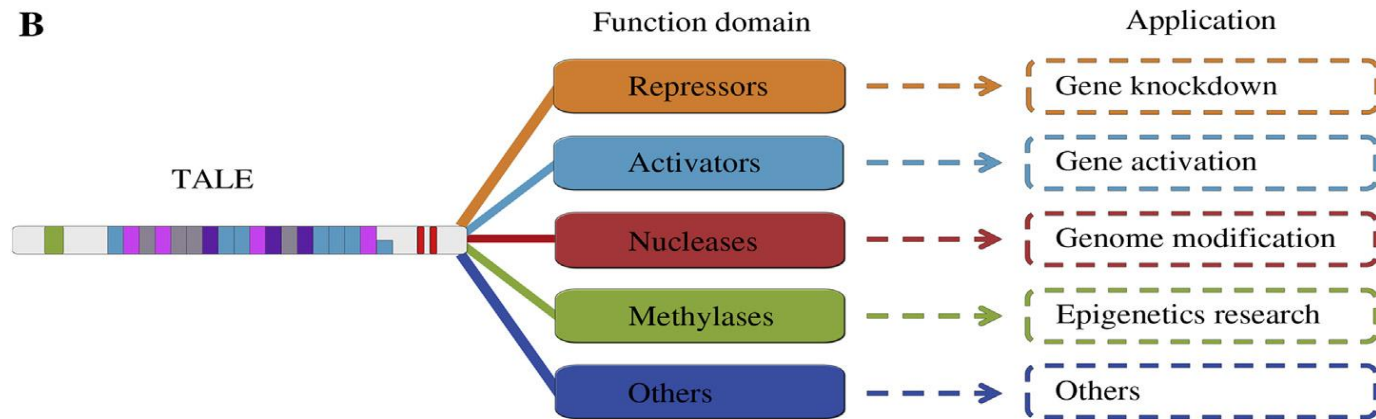 B
Function domain
Application
Repressors
Gene knockdown
TALE
Activators
Gene activation
Nucleases
Genome modification
Methylases
Epigenetics research
Others
Others